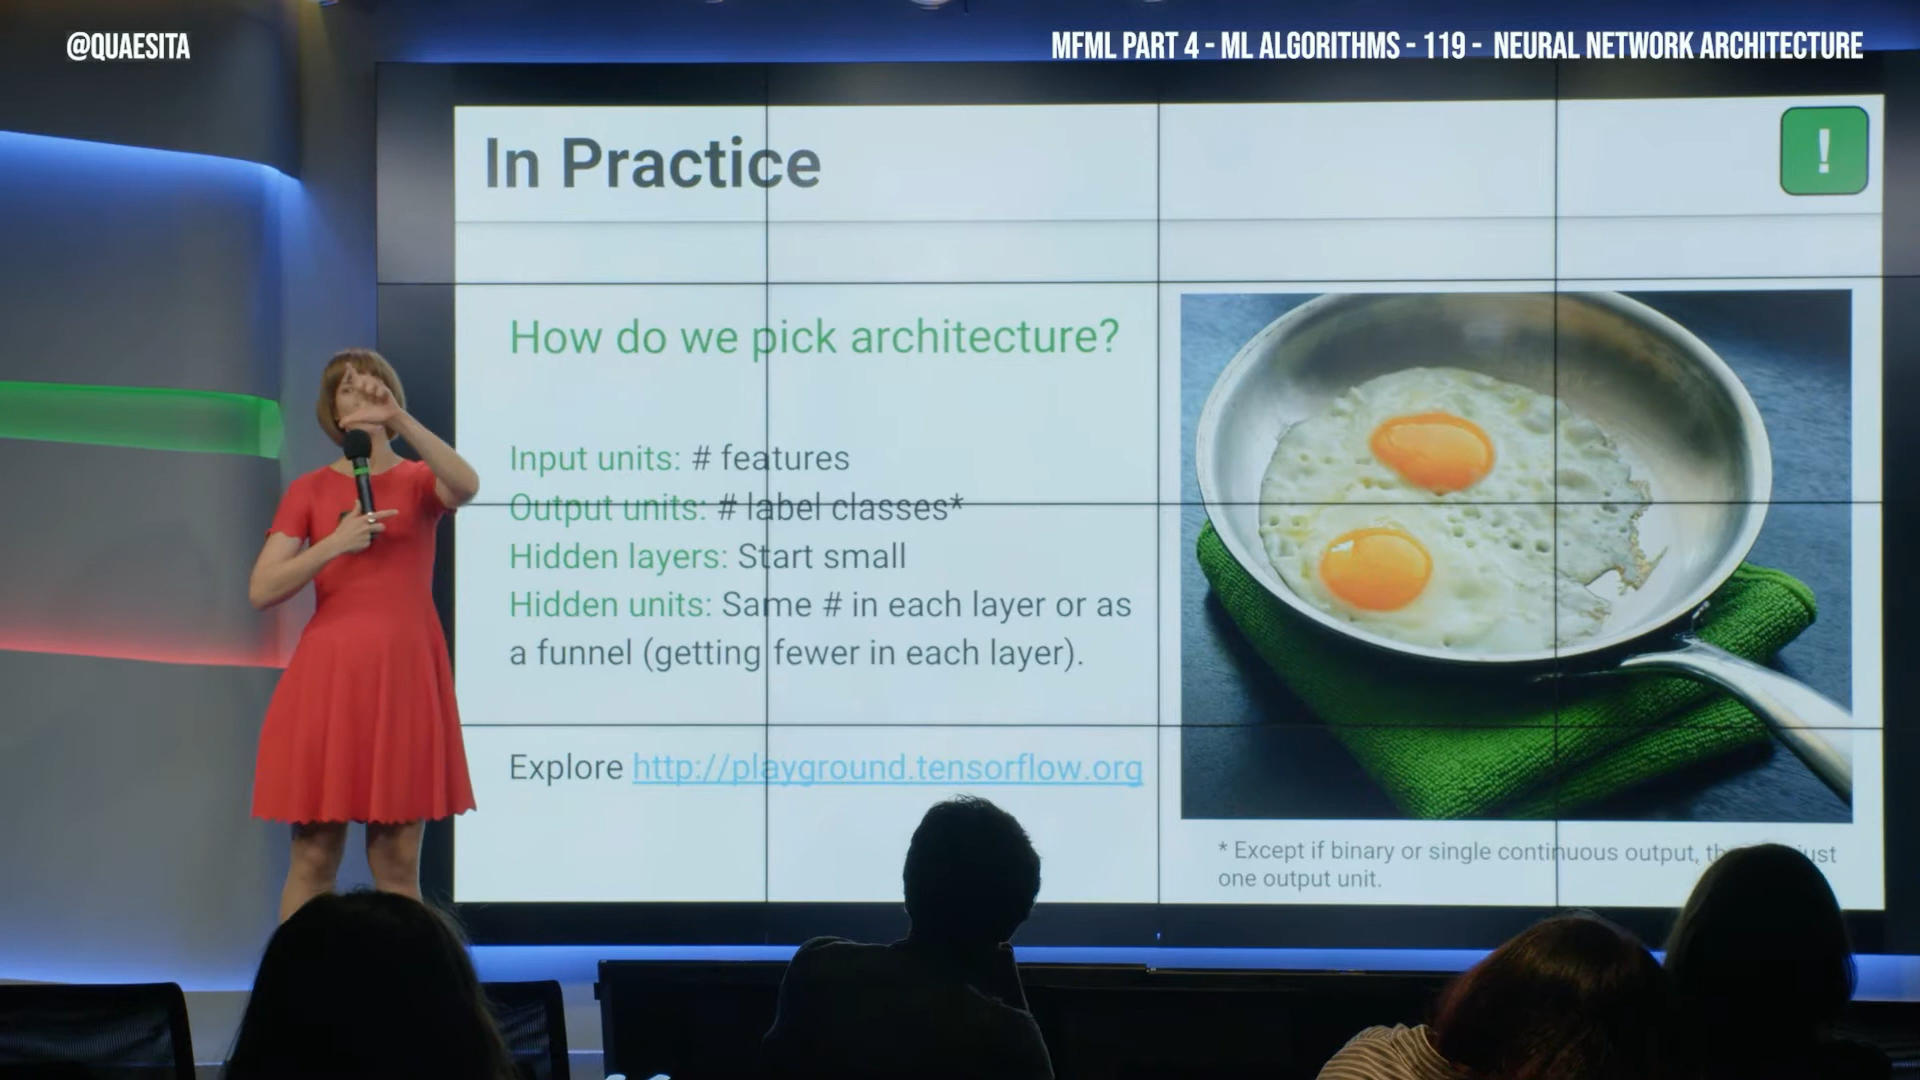 @QUAESITA
MFML PART 4 - ML ALGORITHMS - 119 - NEURAL NETWORK ARCHITECTURE
In Practice
!
How do we pick architecture?
Input units: # features
Output units: # label classes*
Hidden layers: Start small
Hidden units: Same # in each layer or as
a funnel (getting fewer in each layer).
Explore http://playground.tensorflow.org
* Except if binary or single continuous output, just
one output unit.